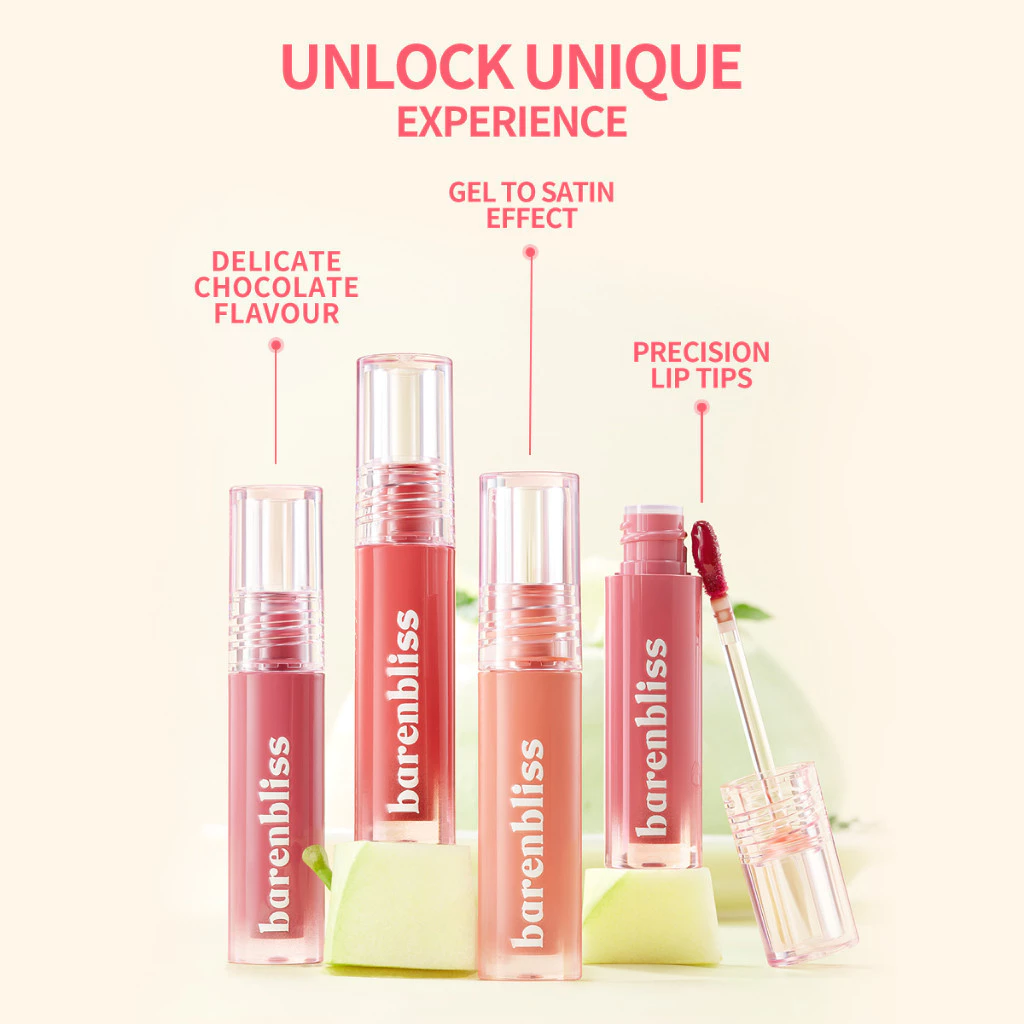 UNLOCK UNIQUE
EXPERIENCE
GEL TO SATIN
EFFECT
DELICATE
CHOCOLATE
FLAVOUR
PRECISION
LIP TIPS
barenbliss
barenbliss
barenbliss
barenbliss